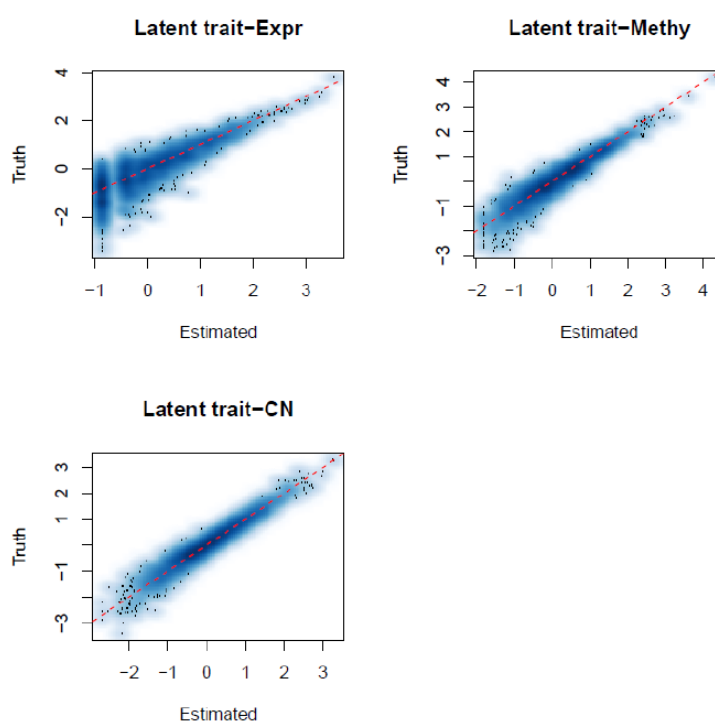 Latent trait−Expr
Truth
4
2
0
−2
−1 0 1 2 3
Estimated
Latent trait−Methy
Truth
4
3
2
1
−1
−3
−2 −1 0 1 2 3 4
Estimated
Latent trait−CN
Truth
3
2
1
−1
−3
−2 −1 0 1 2 3
Estimated